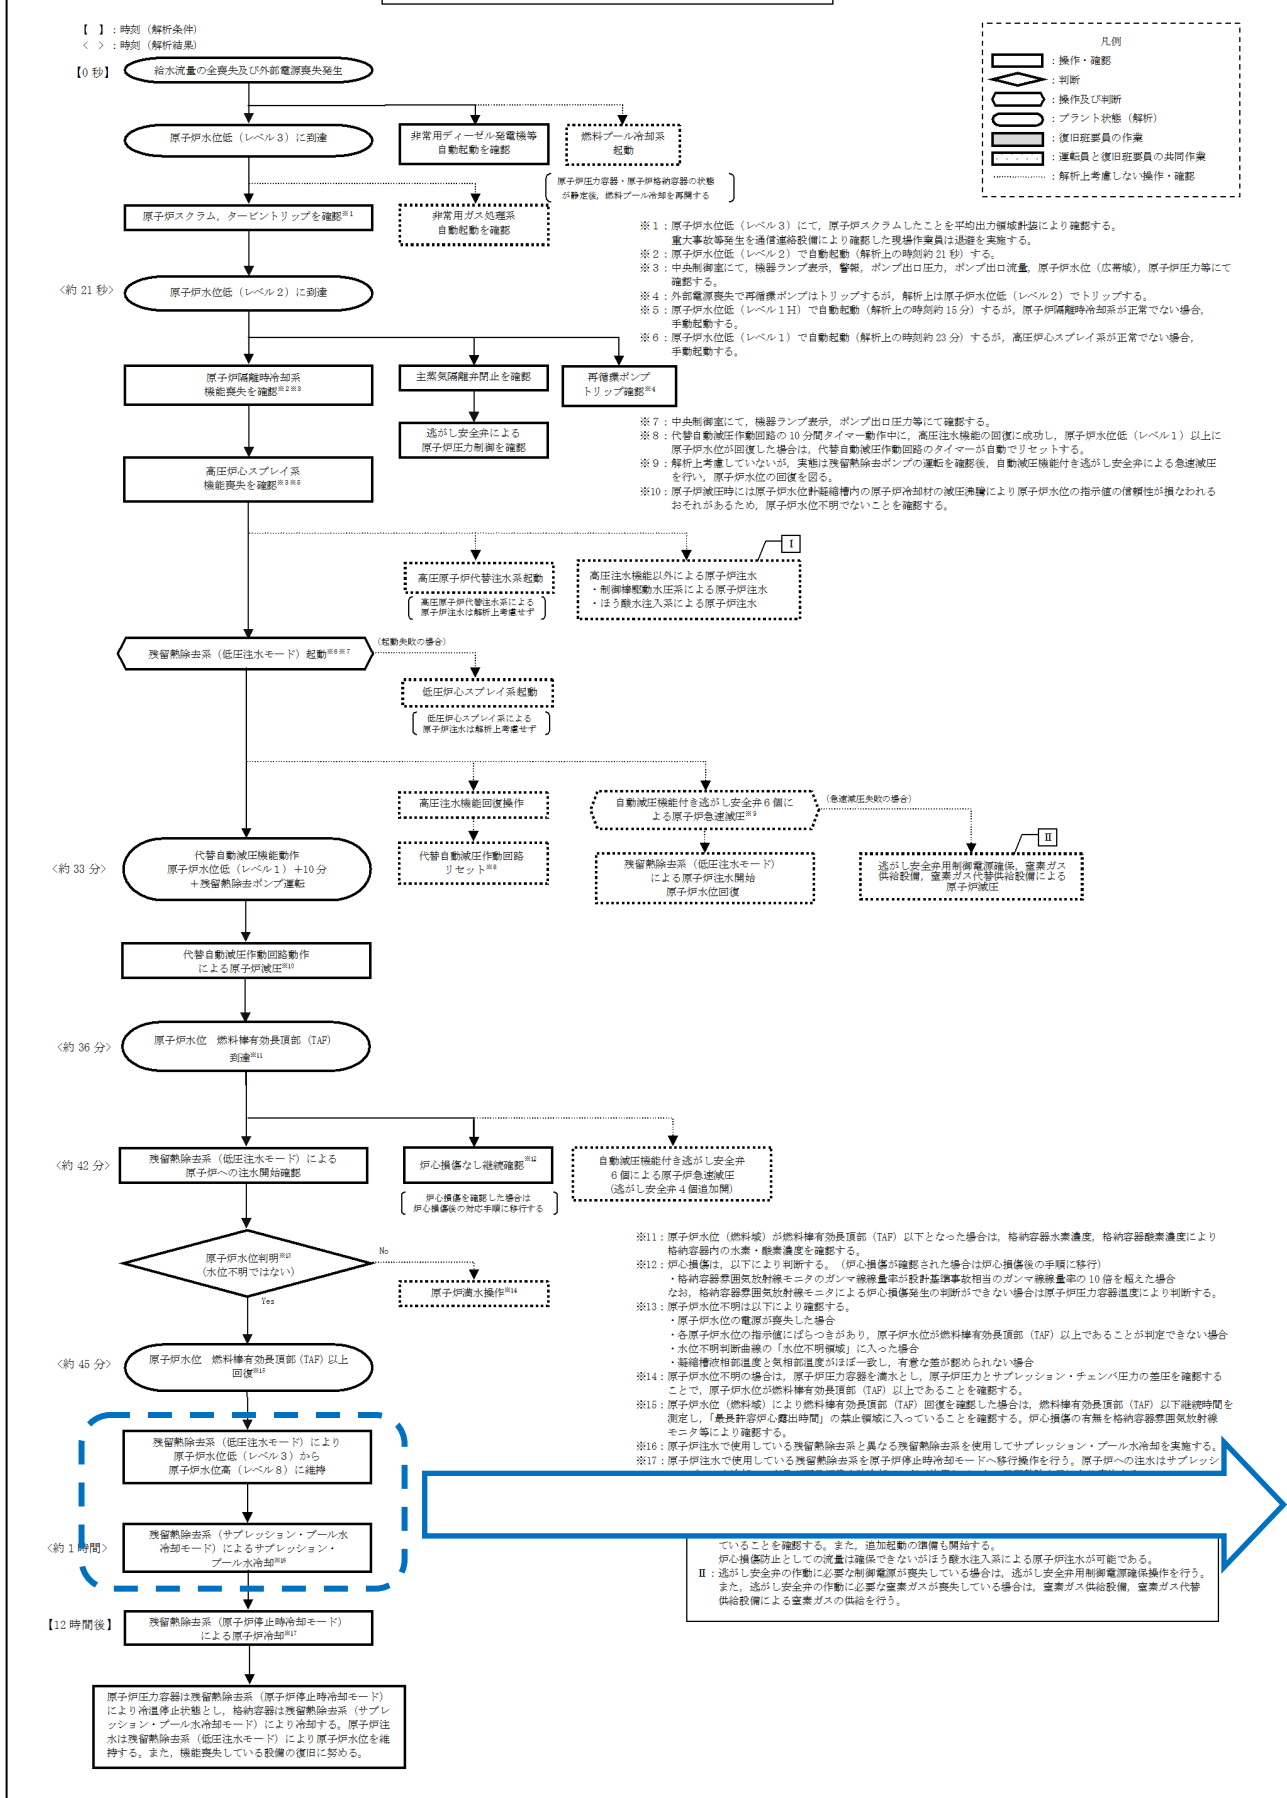 【 】：時刻（解析条件）
＜ ＞：時刻（解析結果）
凡例
：操作・確認
：判断
：操作及び判断
：プラント状態（解析）
：復旧班要員の作業
：運転員と復旧班要員の共同作業
：解析上考慮しない操作・確認
【0 秒】
給水流量の全喪失及び外部電源喪失発生
原子炉水位低（レベル３）に到達
非常用ディーゼル発電機等
自動起動を確認
燃料プール冷却系
起動
原子炉圧力容器・原子炉格納容器の状態
が静定後，燃料プール冷却を再開する
原子炉スクラム，タービントリップを確認※1
非常用ガス処理系
自動起動を確認
※１：原子炉水位低（レベル３）にて，原子炉スクラムしたことを平均出力領域計装により確認する。
重大事故等発生を通信連絡設備により確認した現場作業員は退避を実施する。
※２：原子炉水位低（レベル２）で自動起動（解析上の時刻約 21 秒）する。
※３：中央制御室にて，機器ランプ表示，警報，ポンプ出口圧力，ポンプ出口流量，原子炉水位（広帯域），原子炉圧力等にて
確認する。
※４：外部電源喪失で再循環ポンプはトリップするが，解析上は原子炉水位低（レベル２）でトリップする。
※５：原子炉水位低（レベル１Ｈ）で自動起動（解析上の時刻約 15 分）するが，原子炉隔離時冷却系が正常でない場合，
手動起動する。
※６：原子炉水位低（レベル１）で自動起動（解析上の時刻約 23 分）するが，高圧炉心スプレイ系が正常でない場合，
手動起動する。
＜約 21 秒＞
原子炉水位低（レベル２）に到達
原子炉隔離時冷却系
機能喪失を確認※2※3
主蒸気隔離弁閉止を確認
再循環ポンプ
トリップ確認※4
逃がし安全弁による
原子炉圧力制御を確認
高圧炉心スプレイ系
機能喪失を確認※3※5
※７：中央制御室にて，機器ランプ表示，ポンプ出口圧力等にて確認する。
※８：代替自動減圧作動回路の 10 分間タイマー動作中に，高圧注水機能の回復に成功し，原子炉水位低（レベル１）以上に
原子炉水位が回復した場合は，代替自動減圧作動回路のタイマーが自動でリセットする。
※９：解析上考慮していないが，実態は残留熱除去ポンプの運転を確認後，自動減圧機能付き逃がし安全弁による急速減圧
を行い，原子炉水位の回復を図る。
※10：原子炉減圧時には原子炉水位計凝縮槽内の原子炉冷却材の減圧沸騰により原子炉水位の指示値の信頼性が損なわれる
おそれがあるため，原子炉水位不明でないことを確認する。
Ⅰ
高圧原子炉代替注水系起動
高圧原子炉代替注水系による
原子炉注水は解析上考慮せず
高圧注水機能以外による原子炉注水
・制御棒駆動水圧系による原子炉注水
・ほう酸水注入系による原子炉注水
残留熱除去系（低圧注水モード）起動※6※7
（起動失敗の場合）
低圧炉心スプレイ系起動
低圧炉心スプレイ系による
原子炉注水は解析上考慮せず
高圧注水機能回復操作
自動減圧機能付き逃がし安全弁６個に
よる原子炉急速減圧※9
（急速減圧失敗の場合）
Ⅱ
＜約 33 分＞
代替自動減圧機能動作
原子炉水位低（レベル１）+10 分
＋残留熱除去ポンプ運転
代替自動減圧作動回路
リセット※8
残留熱除去系（低圧注水モード）
による原子炉注水開始
原子炉水位回復
逃がし安全弁用制御電源確保，窒素ガス
供給設備，窒素ガス代替供給設備による
原子炉減圧
代替自動減圧作動回路動作
による原子炉減圧※10
＜約 36 分＞
原子炉水位　燃料棒有効長頂部（TAF）
到達※11
＜約 42 分＞
残留熱除去系（低圧注水モード）による
原子炉への注水開始確認
炉心損傷なし継続確認※12
炉心損傷を確認した場合は
炉心損傷後の対応手順に移行する
自動減圧機能付き逃がし安全弁
６個による原子炉急速減圧
（逃がし安全弁４個追加開）
原子炉水位判明※13
（水位不明ではない）
No
Yes
原子炉満水操作※14
※11：原子炉水位（燃料域）が燃料棒有効長頂部（TAF）以下となった場合は，格納容器水素濃度，格納容器酸素濃度により
格納容器内の水素・酸素濃度を確認する。
※12：炉心損傷は，以下により判断する。（炉心損傷が確認された場合は炉心損傷後の手順に移行）
・格納容器雰囲気放射線モニタのガンマ線線量率が設計基準事故相当のガンマ線線量率の 10 倍を超えた場合
なお，格納容器雰囲気放射線モニタによる炉心損傷発生の判断ができない場合は原子炉圧力容器温度により判断する。
※13：原子炉水位不明は以下により確認する。
・原子炉水位の電源が喪失した場合
・各原子炉水位の指示値にばらつきがあり，原子炉水位が燃料棒有効長頂部（TAF）以上であることが判定できない場合
・水位不明判断曲線の「水位不明領域」に入った場合
・凝縮槽液相部温度と気相部温度がほぼ一致し，有意な差が認められない場合
※14：原子炉水位不明の場合は，原子炉圧力容器を満水とし，原子炉圧力とサプレッション・チェンバ圧力の差圧を確認する
ことで，原子炉水位が燃料棒有効長頂部（TAF）以上であることを確認する。
※15：原子炉水位（燃料域）により燃料棒有効長頂部（TAF）回復を確認した場合は，燃料棒有効長頂部（TAF）以下継続時間を
測定し，「最長許容炉心露出時間」の禁止領域に入っていることを確認する。炉心損傷の有無を格納容器雰囲気放射線
モニタ等により確認する。
※16：原子炉注水で使用している残留熱除去系と異なる残留熱除去系を使用してサプレッション・プール水冷却を実施する。
※17：原子炉注水で使用している残留熱除去系を原子炉停止時冷却モードへ移行操作を行う。原子炉への注水はサプレッシ
＜約 45 分＞
原子炉水位　燃料棒有効長頂部（TAF）以上
回復※15
残留熱除去系（低圧注水モード）により
原子炉水位低（レベル３）から
原子炉水位高（レベル８）に維持
＜約 1 時間＞
残留熱除去系（サプレッション・プール水
冷却モード）によるサプレッション・
プール水冷却※16
ていることを確認する。また，追加起動の準備も開始する。
炉心損傷防止としての流量は確保できないがほう酸水注入系による原子炉注水が可能である。
Ⅱ：逃がし安全弁の作動に必要な制御電源が喪失している場合は，逃がし安全弁用制御電源確保操作を行う。
また，逃がし安全弁の作動に必要な窒素ガスが喪失している場合は，窒素ガス供給設備，窒素ガス代替
供給設備による窒素ガスの供給を行う。
【12 時間後】
残留熱除去系（原子炉停止時冷却モード）
による原子炉冷却※17
原子炉圧力容器は残留熱除去系（原子炉停止時冷却モード）
により冷温停止状態とし，格納容器は残留熱除去系（サプレ
ッション・プール水冷却モード）により冷却する。原子炉注
水は残留熱除去系（低圧注水モード）により原子炉水位を維
持する。また，機能喪失している設備の復旧に努める。